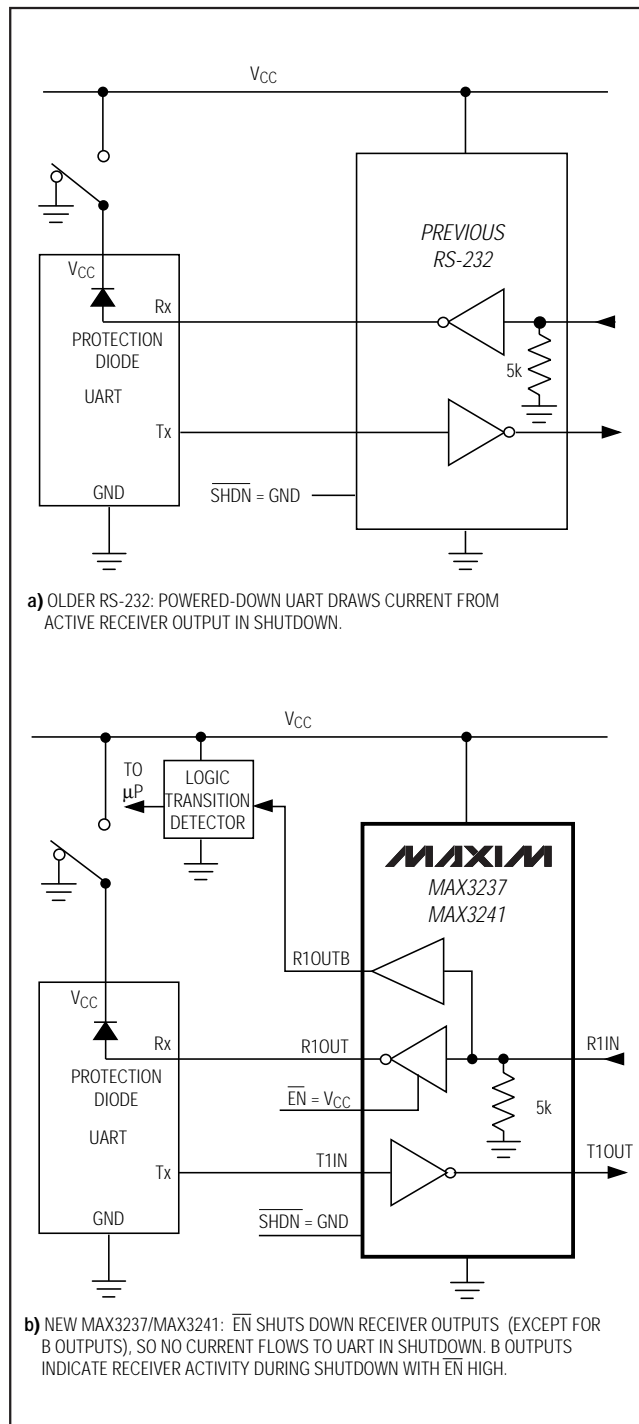 VCC
PREVIOUS
RS-232
VCC
Rx
PROTECTION
DIODE
5k
UART
Tx
SHDN = GND
GND
a) OLDER RS-232: POWERED-DOWN UART DRAWS CURRENT FROM
ACTIVE RECEIVER OUTPUT IN SHUTDOWN.
VCC
TO
μP
LOGIC
TRANSITION
DETECTOR
MAXIM
MAX3237
MAX3241
R1OUTB
VCC
Rx
R1OUT
R1IN
PROTECTION
DIODE
EN = VCC
5k
UART
Tx
T1IN
T1OUT
GND
SHDN = GND
b) NEW MAX3237/MAX3241: EN SHUTS DOWN RECEIVER OUTPUTS (EXCEPT FOR
B OUTPUTS), SO NO CURRENT FLOWS TO UART IN SHUTDOWN. B OUTPUTS
INDICATE RECEIVER ACTIVITY DURING SHUTDOWN WITH EN HIGH.